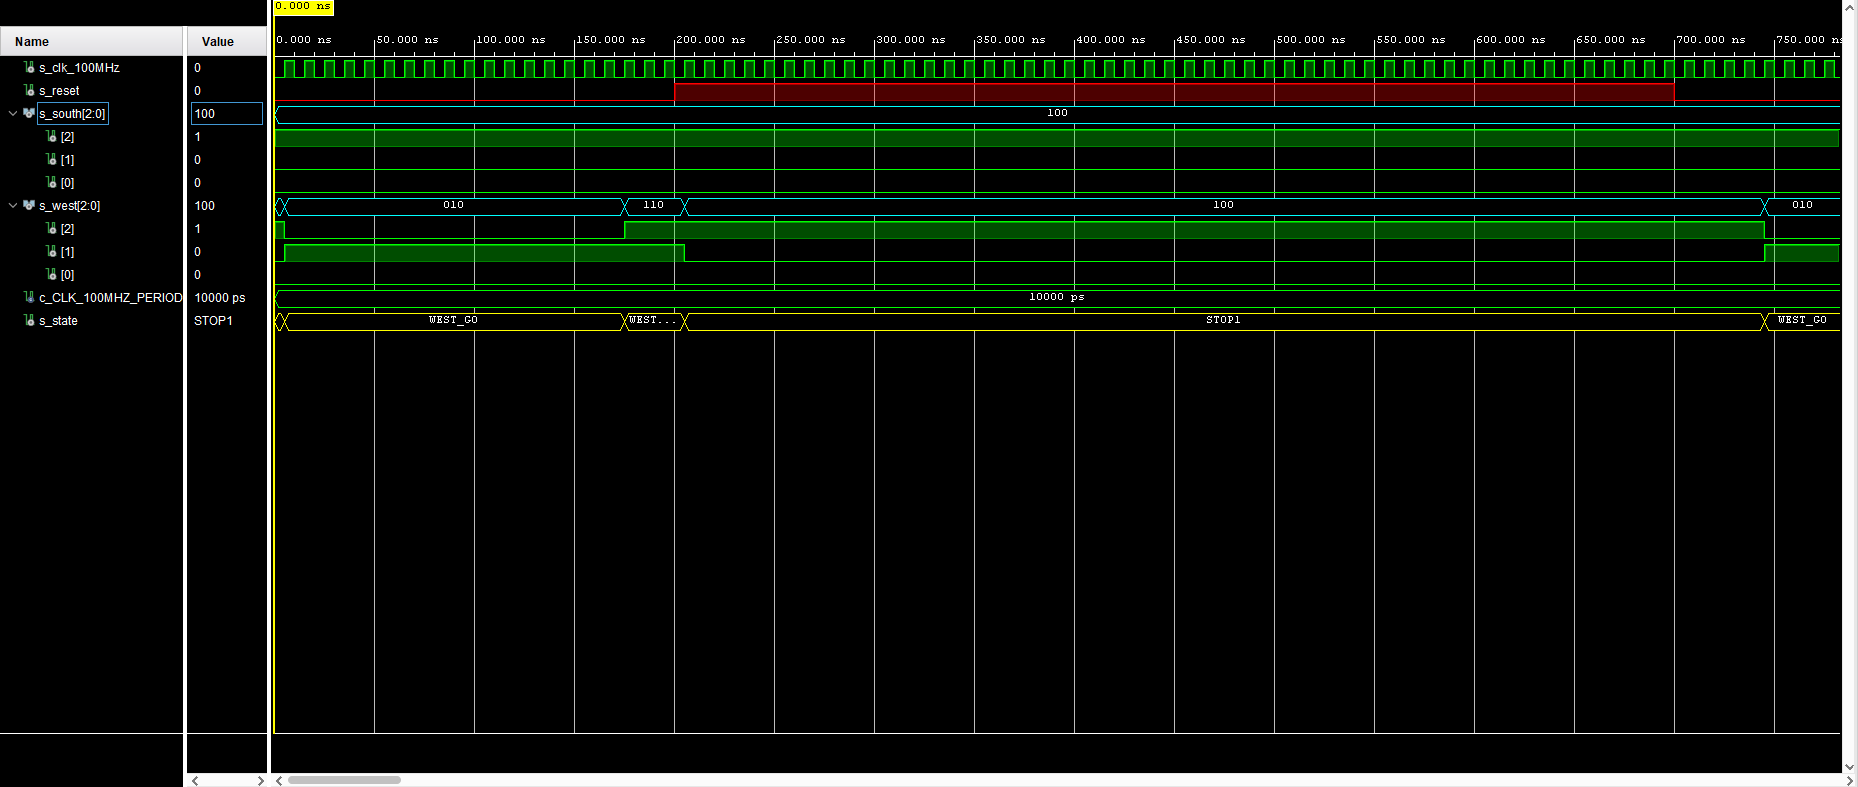 0.000 ns
Name Value
0.000 ns 50.000 ns 100.000 ns 150.000 ns 200.000 ns 250.000 ns 300.000 ns 350.000 ns 400.000 ns 450.000 ns 500.000 ns 550.000 ns 600.000 ns 650.000 ns 700.000 ns 750.000 ns
s_clk_100MHz 0
s_reset 0
s_south[2:0] 100 100
[2] 1
[1] 0
[0] 0
s_west[2:0] 100 010 110 100 010
[2] 1
[1] 0
[0] 0
c_CLK_100MHZ_PERIOD 10000 ps 10000 ps
s_state STOP1 WEST_GO WEST... STOP1 WEST_GO